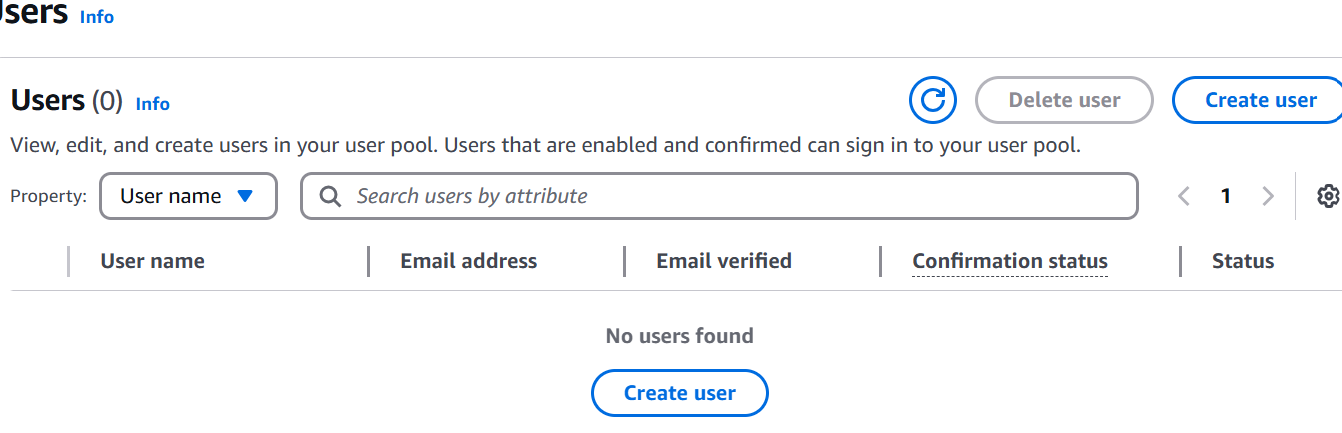 Users Info
Users (0) Info
Delete user
Create user
View, edit, and create users in your user pool. Users that are enabled and confirmed can sign in to your user pool.
Property: User name
Search users by attribute
1
User name Email address Email verified Confirmation status Status
No users found
Create user